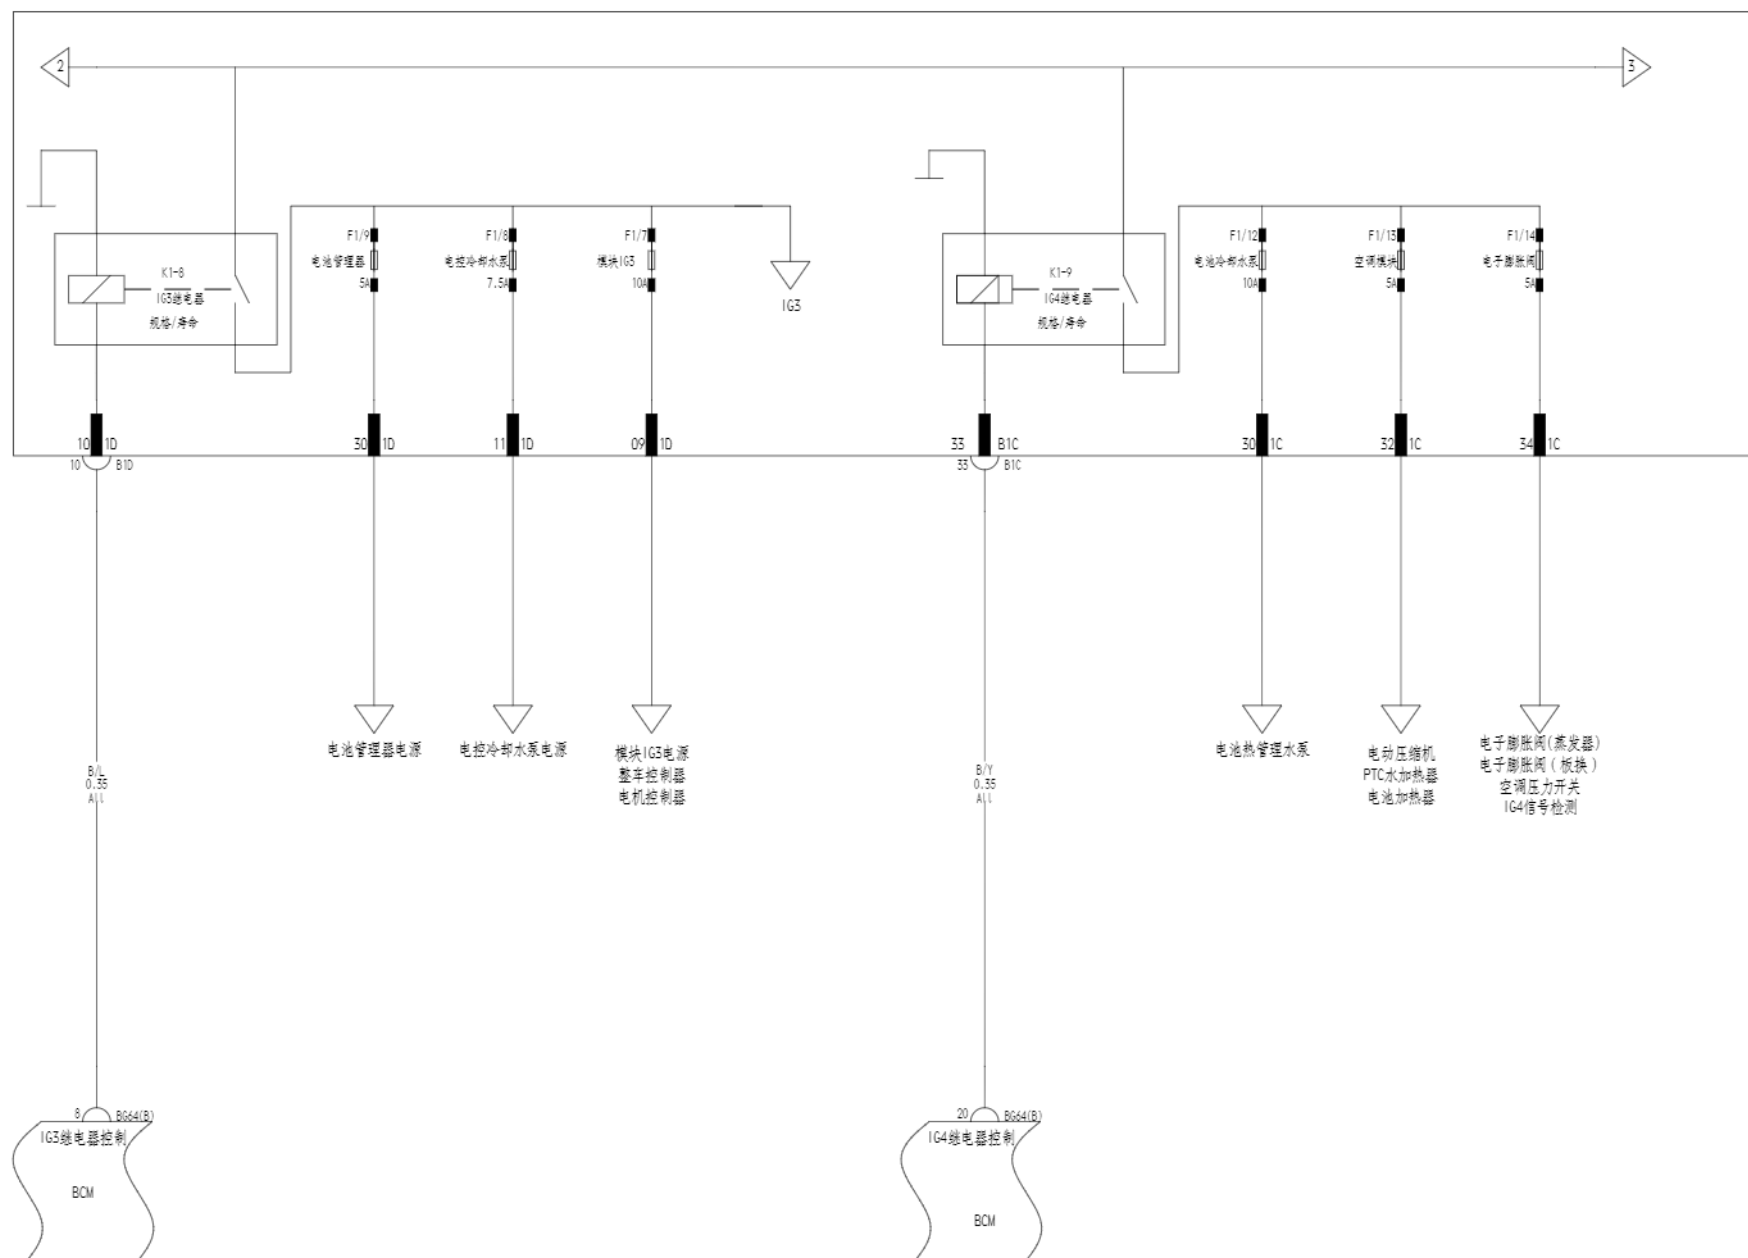 2
3
F1/9
电池管理器
5A
F1/8
电控冷却水泵
7.5A
F1/7
模块IG3
10A
K1-8
IG3继电器
规格/寿命
IG3
F1/12
电池冷却水泵
10A
F1/13
空调模块
5A
F1/14
电子膨胀阀
5A
K1-9
IG4继电器
规格/寿命
10 1D
30 1D
11 1D
09 1D
33 B1C
30 1C
32 1C
34 1C
10 B1D
33 B1C
电池管理器电源
电控冷却水泵电源
模块IG3电源
整车控制器
电机控制器
电池热管理水泵
电动压缩机
PTC水加热器
电池加热器
电子膨胀阀(蒸发器)
电子膨胀阀(板换)
空调压力开关
IG4信号检测
B/L
0.35
All
B/Y
0.35
All
8 BG64(B)
IG3继电器控制
BCM
20 BG64(B)
IG4继电器控制
BCM